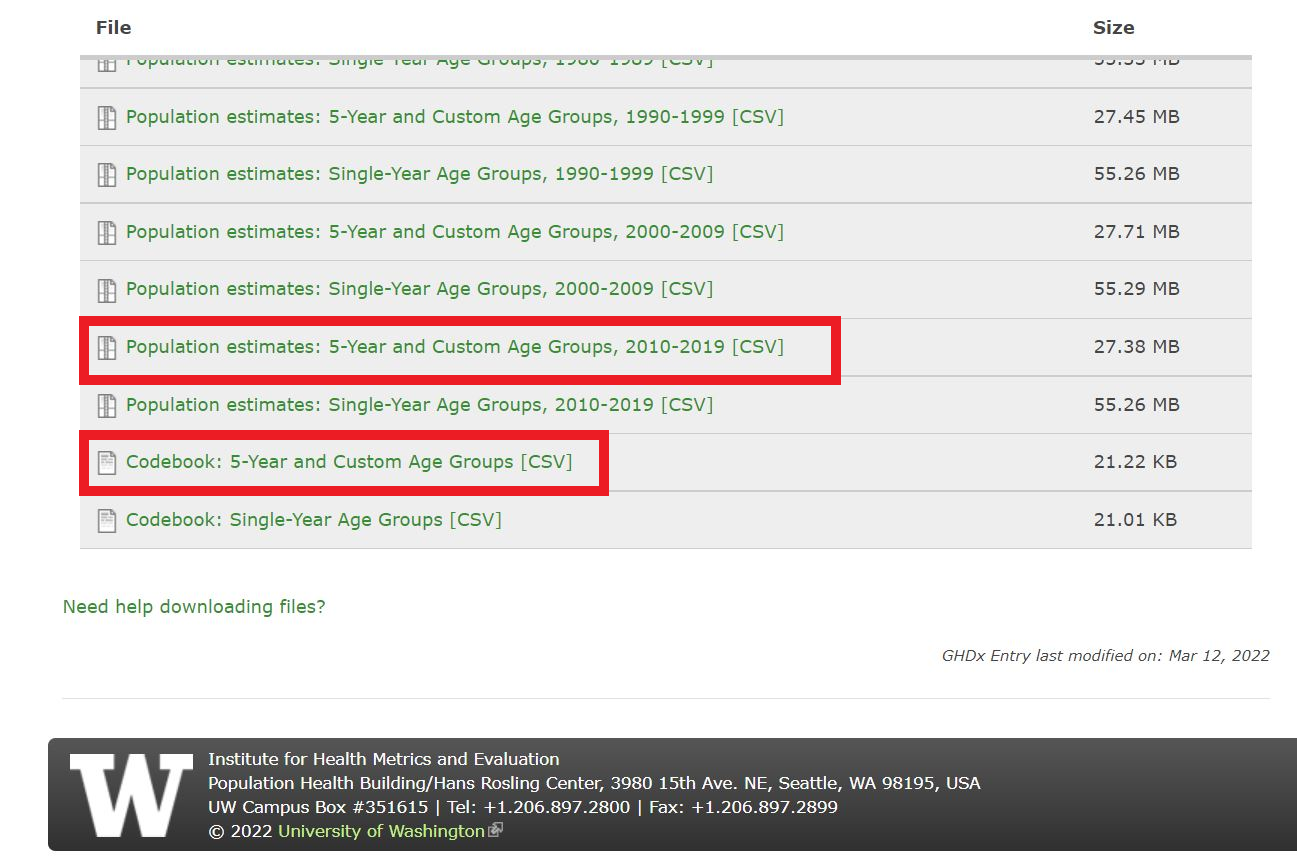 File Size
Population estimates: Single-Year Age Groups, 1980-1989 [CSV]
Population estimates: 5-Year and Custom Age Groups, 1990-1999 [CSV] 27.45 MB
Population estimates: Single-Year Age Groups, 1990-1999 [CSV] 55.26 MB
Population estimates: 5-Year and Custom Age Groups, 2000-2009 [CSV] 27.71 MB
Population estimates: Single-Year Age Groups, 2000-2009 [CSV] 55.29 MB
Population estimates: 5-Year and Custom Age Groups, 2010-2019 [CSV] 27.38 MB
Population estimates: Single-Year Age Groups, 2010-2019 [CSV] 55.26 MB
Codebook: 5-Year and Custom Age Groups [CSV] 21.22 KB
Codebook: Single-Year Age Groups [CSV] 21.01 KB
Need help downloading files?
GHDx Entry last modified on: Mar 12, 2022
W
Institute for Health Metrics and Evaluation
Population Health Building/Hans Rosling Center, 3980 15th Ave. NE, Seattle, WA 98195, USA
UW Campus Box #351615 | Tel: +1.206.897.2800 | Fax: +1.206.897.2899
© 2022 University of Washington